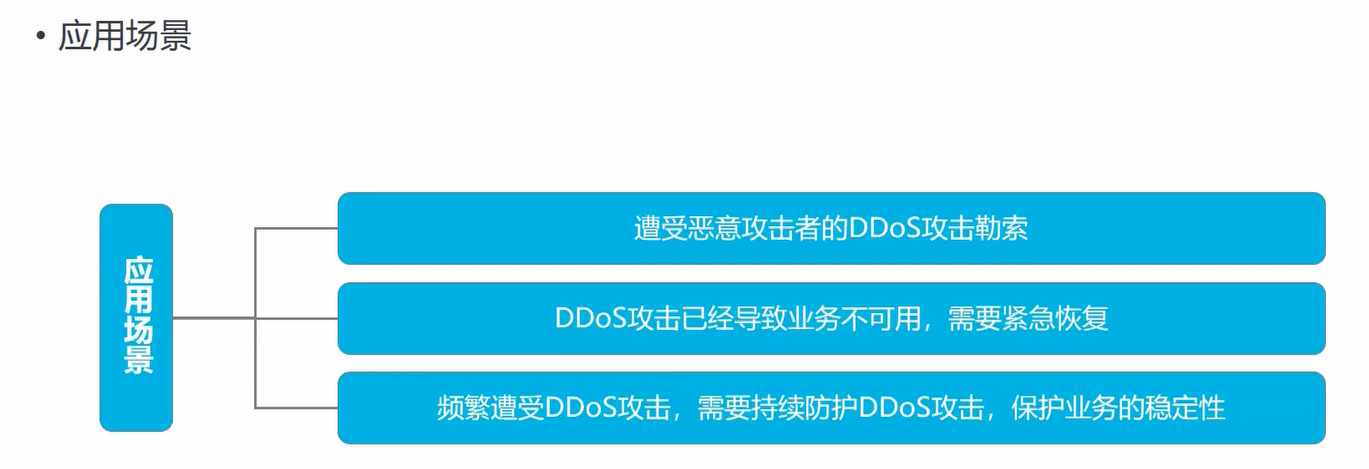 • 应用场景
应用场景
遭受恶意攻击者的DDoS攻击勒索
DDoS攻击已经导致业务不可用，需要紧急恢复
频繁遭受DDoS攻击，需要持续防护DDoS攻击，保护业务的稳定性